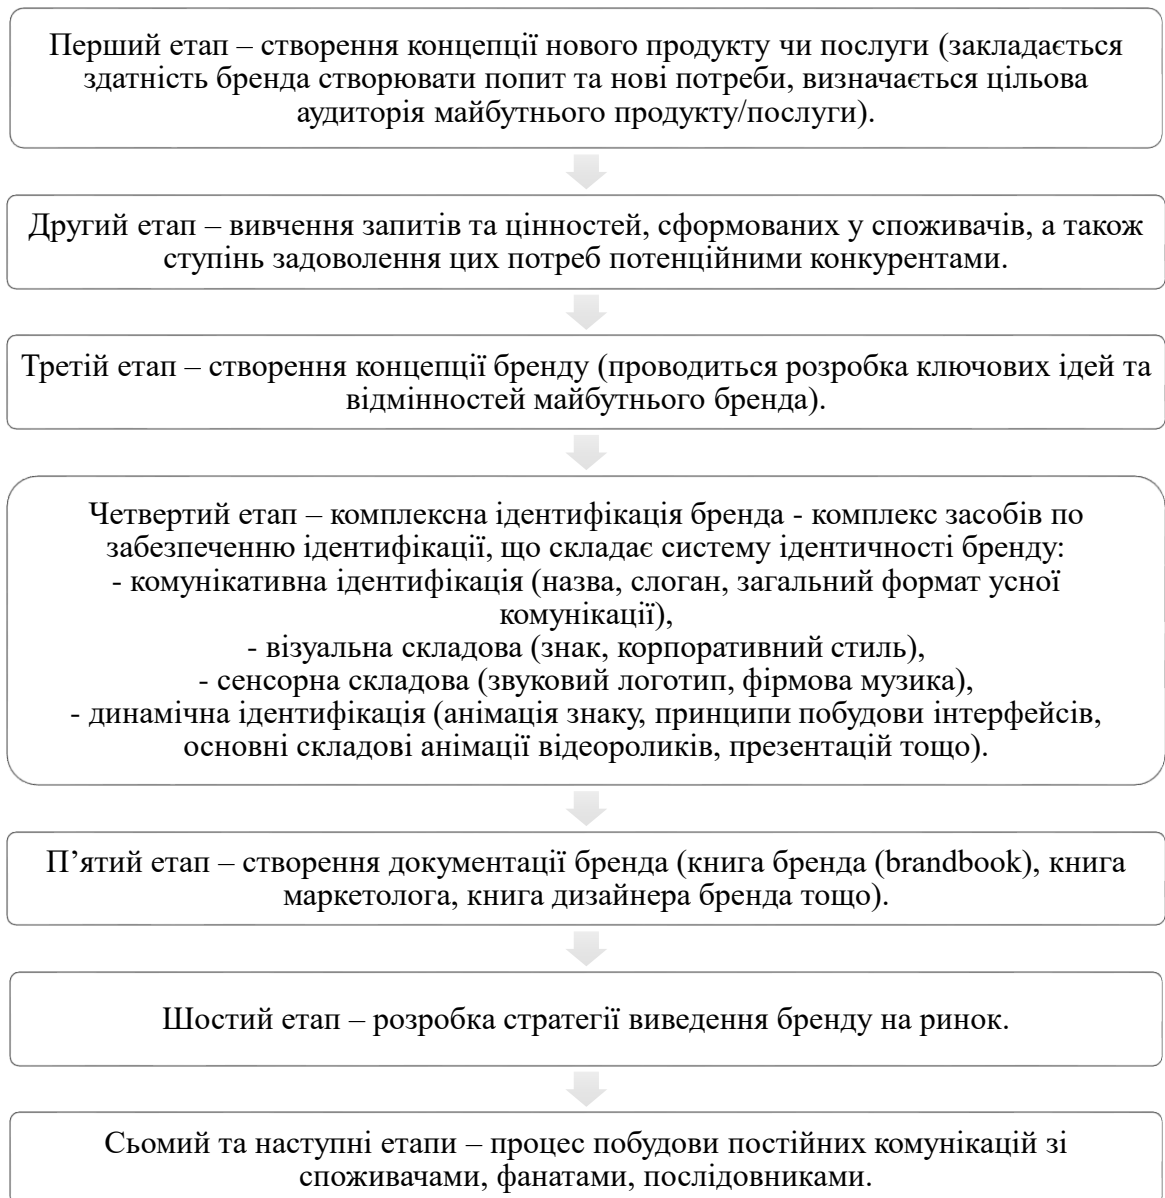 Перший етап – створення концепції нового продукту чи послуги (закладається
здатність бренда створювати попит та нові потреби, визначається цільова
аудиторія майбутнього продукту/послуги).
Другий етап – вивчення запитів та цінностей, сформованих у споживачів, а також
ступінь задоволення цих потреб потенційними конкурентами.
Третій етап – створення концепції бренду (проводиться розробка ключових ідей та
відмінностей майбутнього бренда).
Четвертий етап – комплексна ідентифікація бренда - комплекс засобів по
забезпеченню ідентифікації, що складає систему ідентичності бренду:
- комунікативна ідентифікація (назва, слоган, загальний формат усної
комунікації),
- візуальна складова (знак, корпоративний стиль),
- сенсорна складова (звуковий логотип, фірмова музика),
- динамічна ідентифікація (анімація знаку, принципи побудови інтерфейсів,
основні складові анімації відеороликів, презентацій тощо).
П’ятий етап – створення документації бренда (книга бренда (brandbook), книга
маркетолога, книга дизайнера бренда тощо).
Шостий етап – розробка стратегії виведення бренду на ринок.
Сьомий та наступні етапи – процес побудови постійних комунікацій зі
споживачами, фанатами, послідовниками.